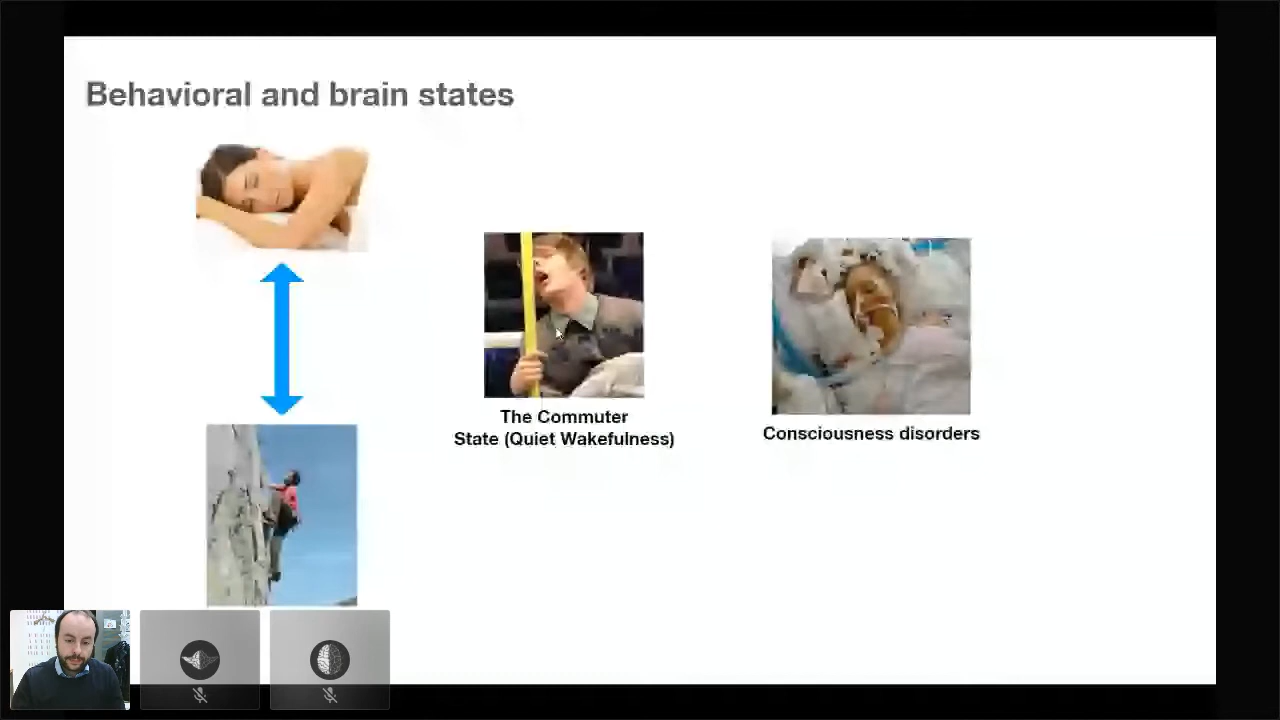 Behavioral and brain states
The Commuter
State (Quiet Wakefulness)
Consciousness disorders